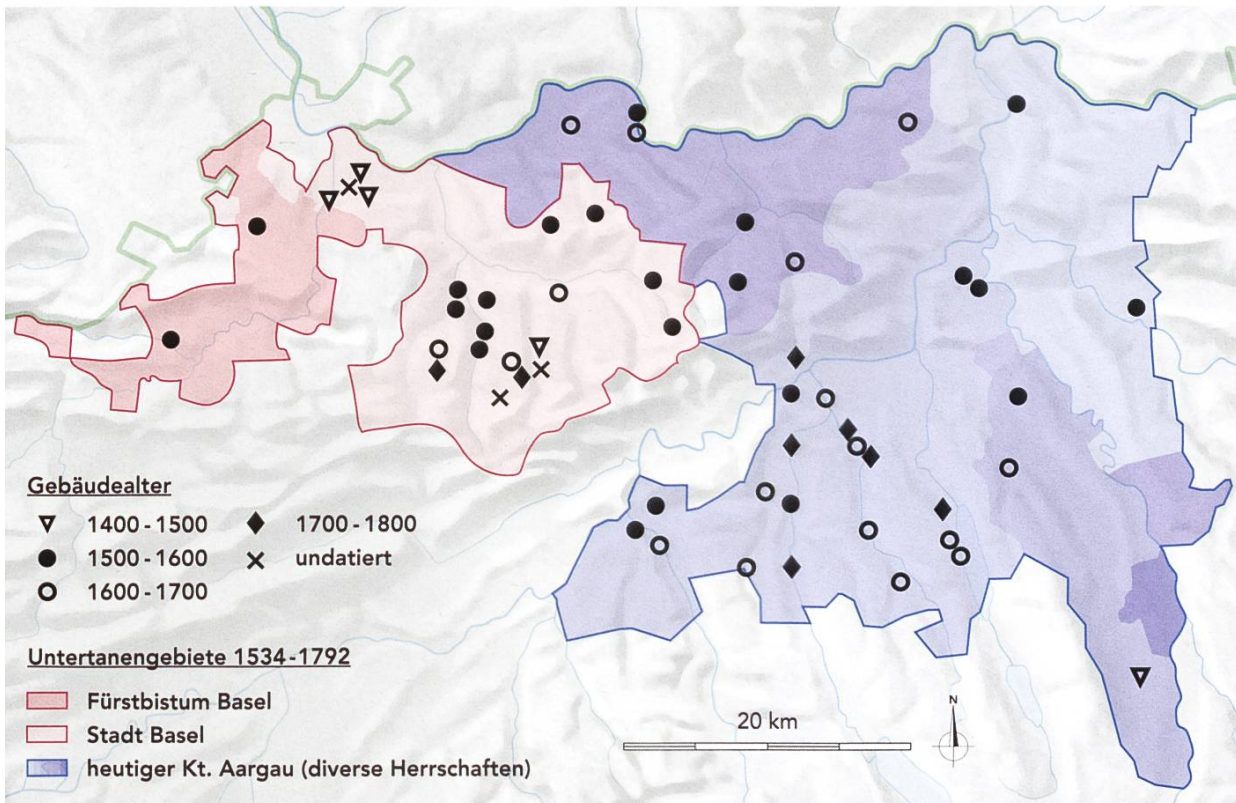 Gebäudealter
1400 - 1500
1700 - 1800
1500 - 1600
undatiert
1600 - 1700
Untertanengebiete 1534 - 1792
Fürstbistum Basel
Stadt Basel
heutiger Kt. Aargau (diverse Herrschaften)
20 km
N